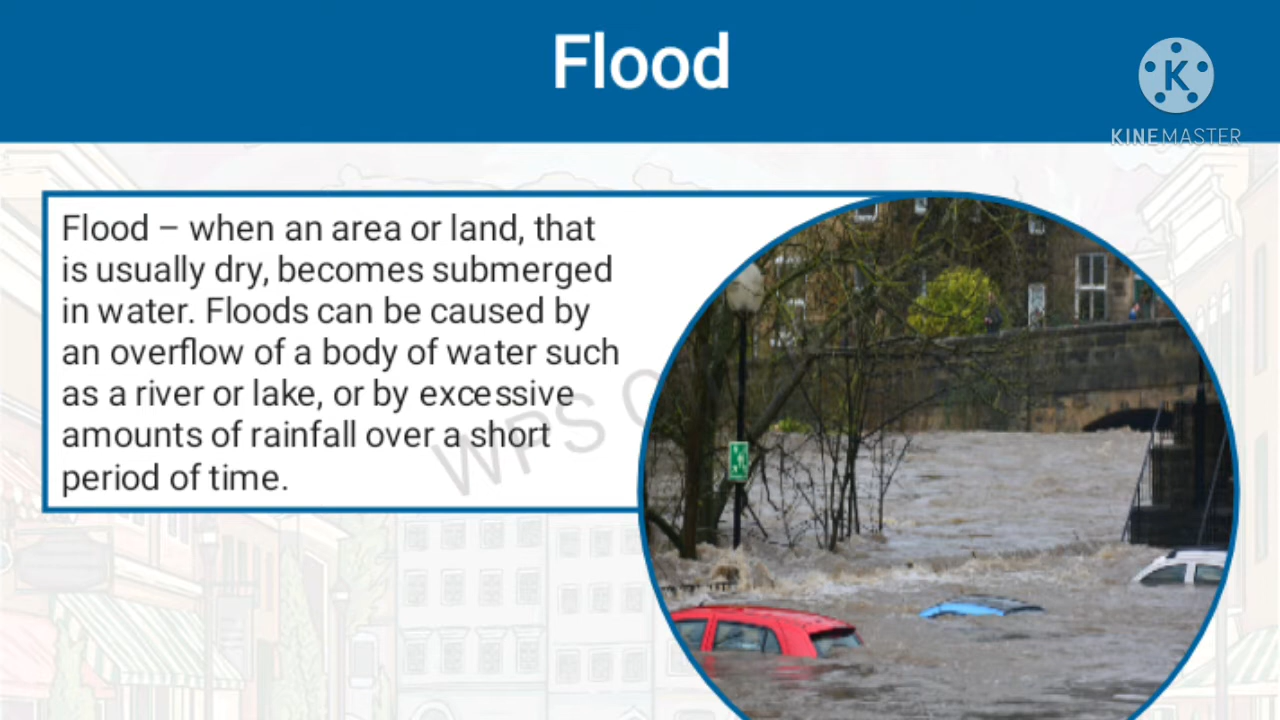 Flood
K
KINEMASTER
Flood – when an area or land, that
is usually dry, becomes submerged
in water. Floods can be caused by
an overflow of a body of water such
as a river or lake, or by excessive
amounts of rainfall over a short
period of time.
WPS